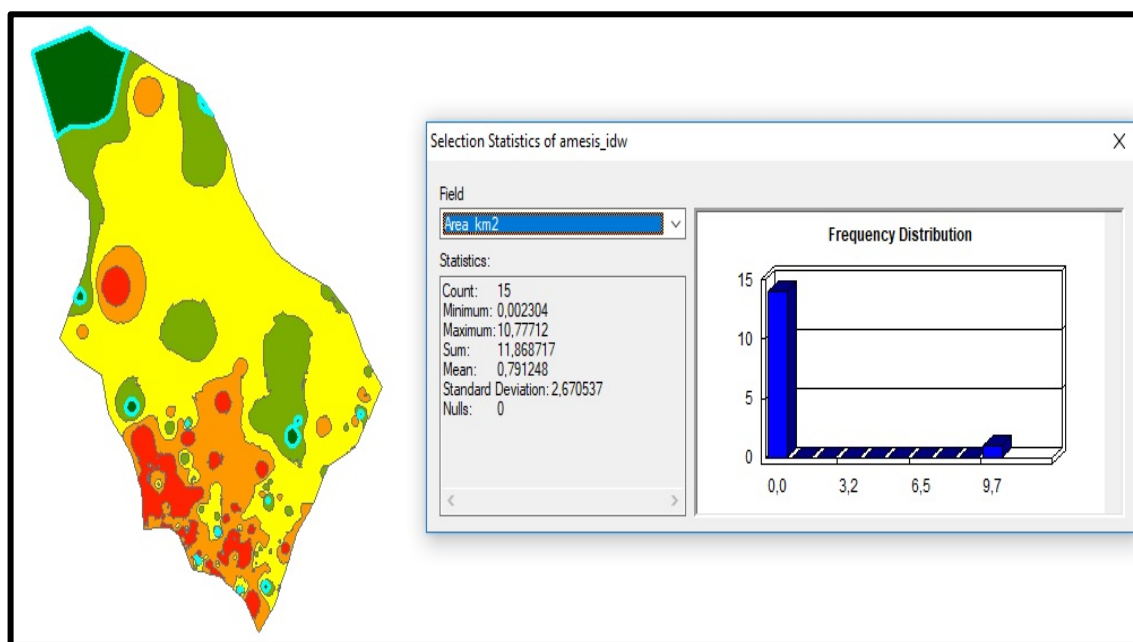 Selection Statistics of amesis_idw
Field
Area_km2
Statistics:
Count: 15
Minimum: 0,002304
Maximum: 10,77712
Sum: 11,868717
Mean: 0,791248
Standard Deviation: 2,670537
Nulls: 0
Frequency Distribution
15
10
5
0
0,0 3,2 6,5 9,7